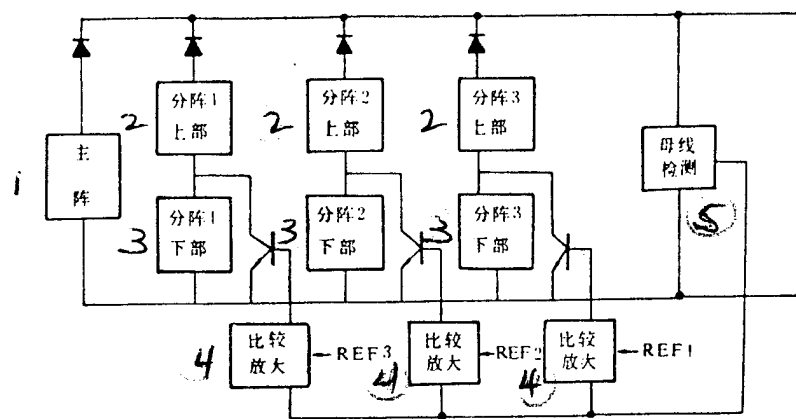 分阵1
上部
分阵2
上部
分阵3
上部
2
2
2
主
阵
1
母线
检测
5
分阵1
下部
分阵2
下部
分阵3
下部
3
3
3
比较
放大
REF3
比较
放大
REF2
比较
放大
REF1
4
4
4